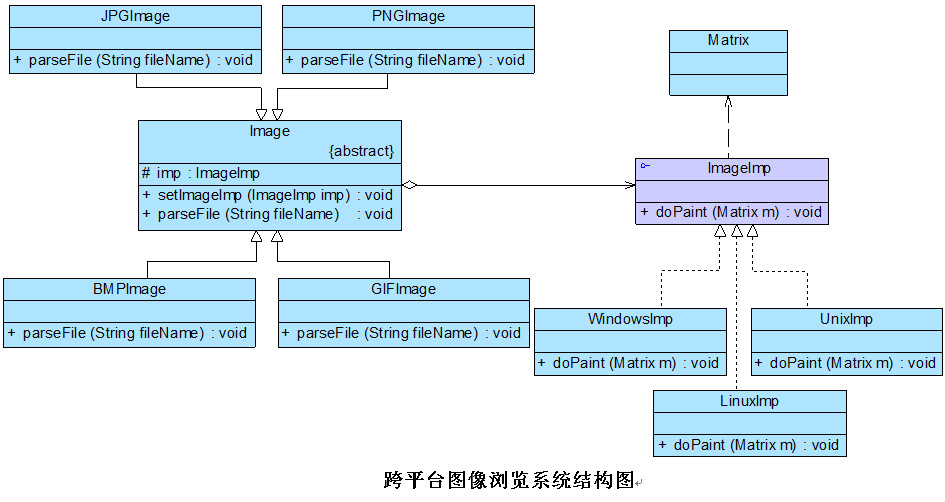 JPGImage
+ parseFile (String fileName) : void
PNGImage
+ parseFile (String fileName) : void
Matrix
Image
{abstract}
# imp : ImageImp
+ setImageImp (ImageImp imp) : void
+ parseFile (String fileName) : void
ImageImp
+ doPaint (Matrix m) : void
BMPImage
+ parseFile (String fileName) : void
GIFImage
+ parseFile (String fileName) : void
WindowsImp
+ doPaint (Matrix m) : void
UnixImp
+ doPaint (Matrix m) : void
LinuxImp
+ doPaint (Matrix m) : void
跨平台图像浏览系统结构图